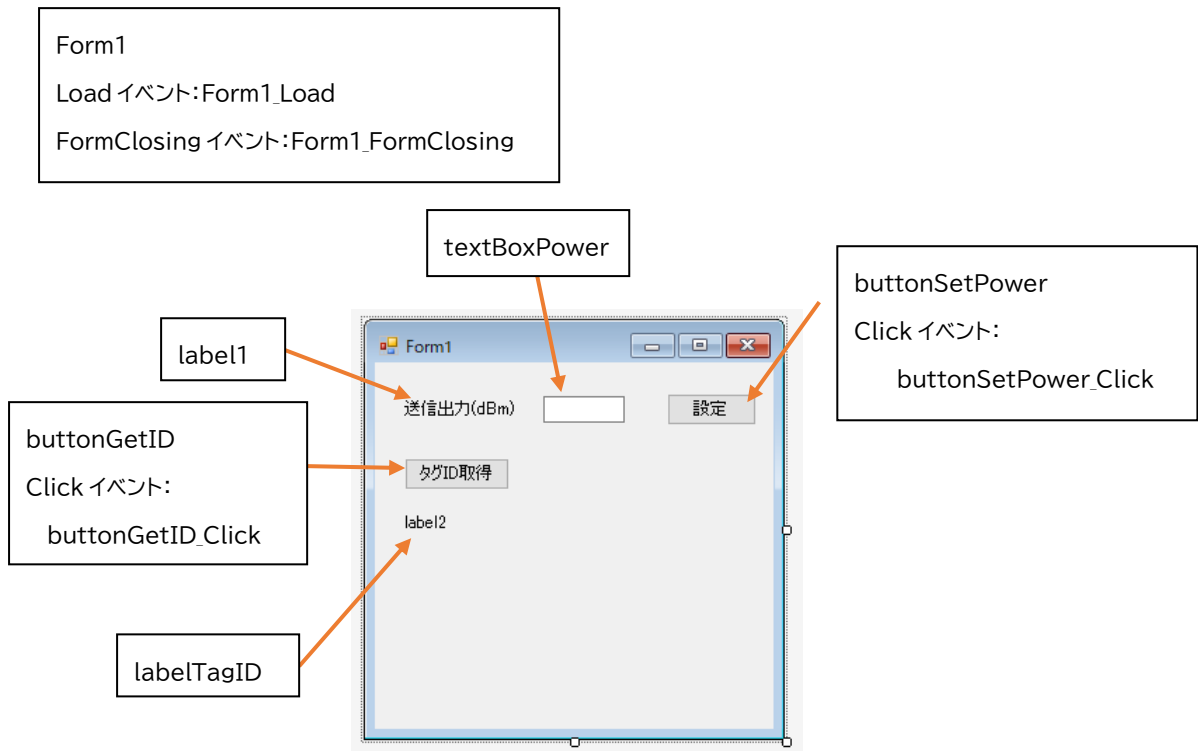 Form1
Load イベント:Form1_Load
FormClosing イベント:Form1_FormClosing
textBoxPower
buttonSetPower
Click イベント:
buttonSetPower_Click
label1
Form1
送信出力(dBm)
設定
buttonGetID
Click イベント:
buttonGetID_Click
タグID取得
label2
labelTagID